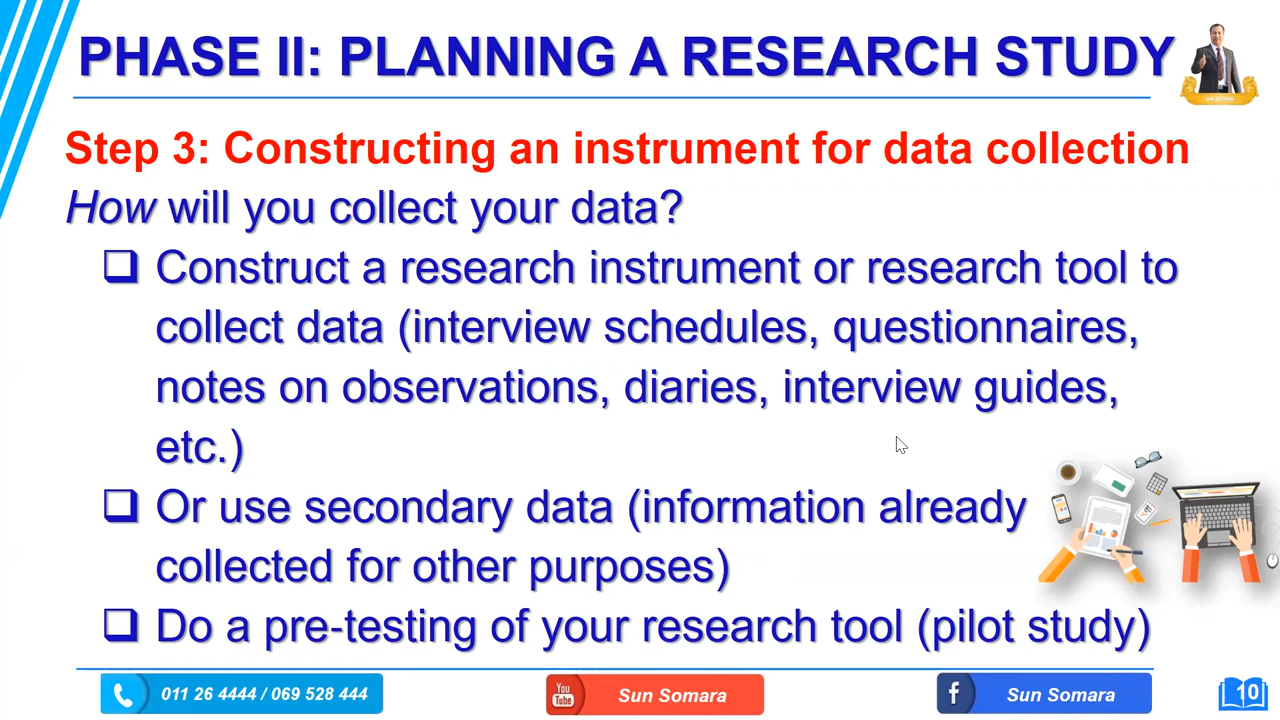 PHASE II: PLANNING A RESEARCH STUDY
Step 3: Constructing an instrument for data collection
How will you collect your data?
Construct a research instrument or research tool to
collect data (interview schedules, questionnaires,
notes on observations, diaries, interview guides,
etc.)
Or use secondary data (information already
collected for other purposes)
Do a pre-testing of your research tool (pilot study)
011 26 4444 / 069 528 444
You
Tube
Sun Somara
f
Sun Somara
10